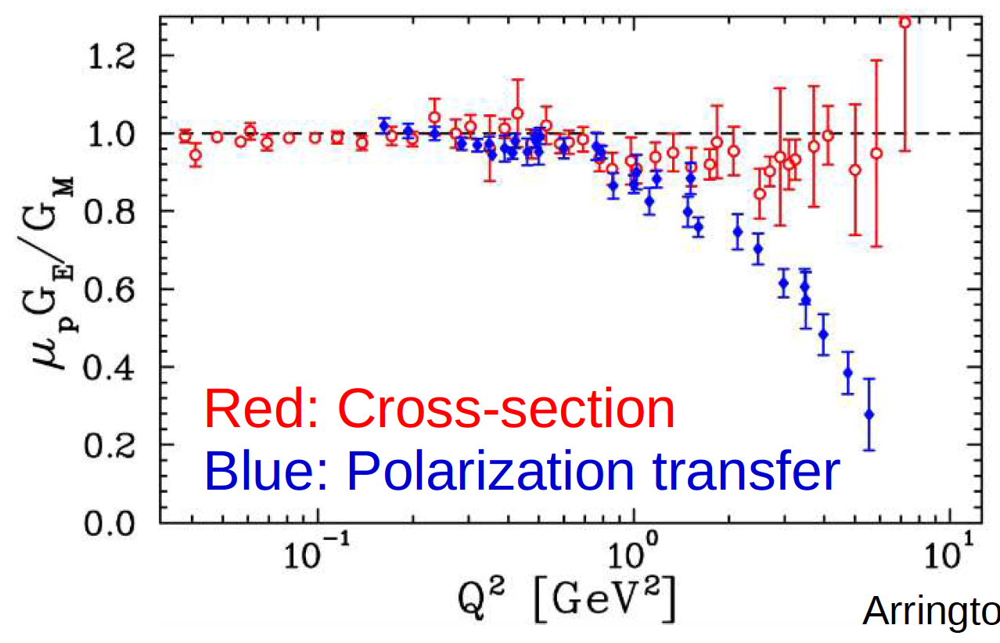 1.2
1.0
0.8
0.6
0.4
0.2
0.0
μpGE/GM
Red: Cross-section
Blue: Polarization transfer
10⁻¹
10⁰
10¹
Q² [GeV²]
Arringto